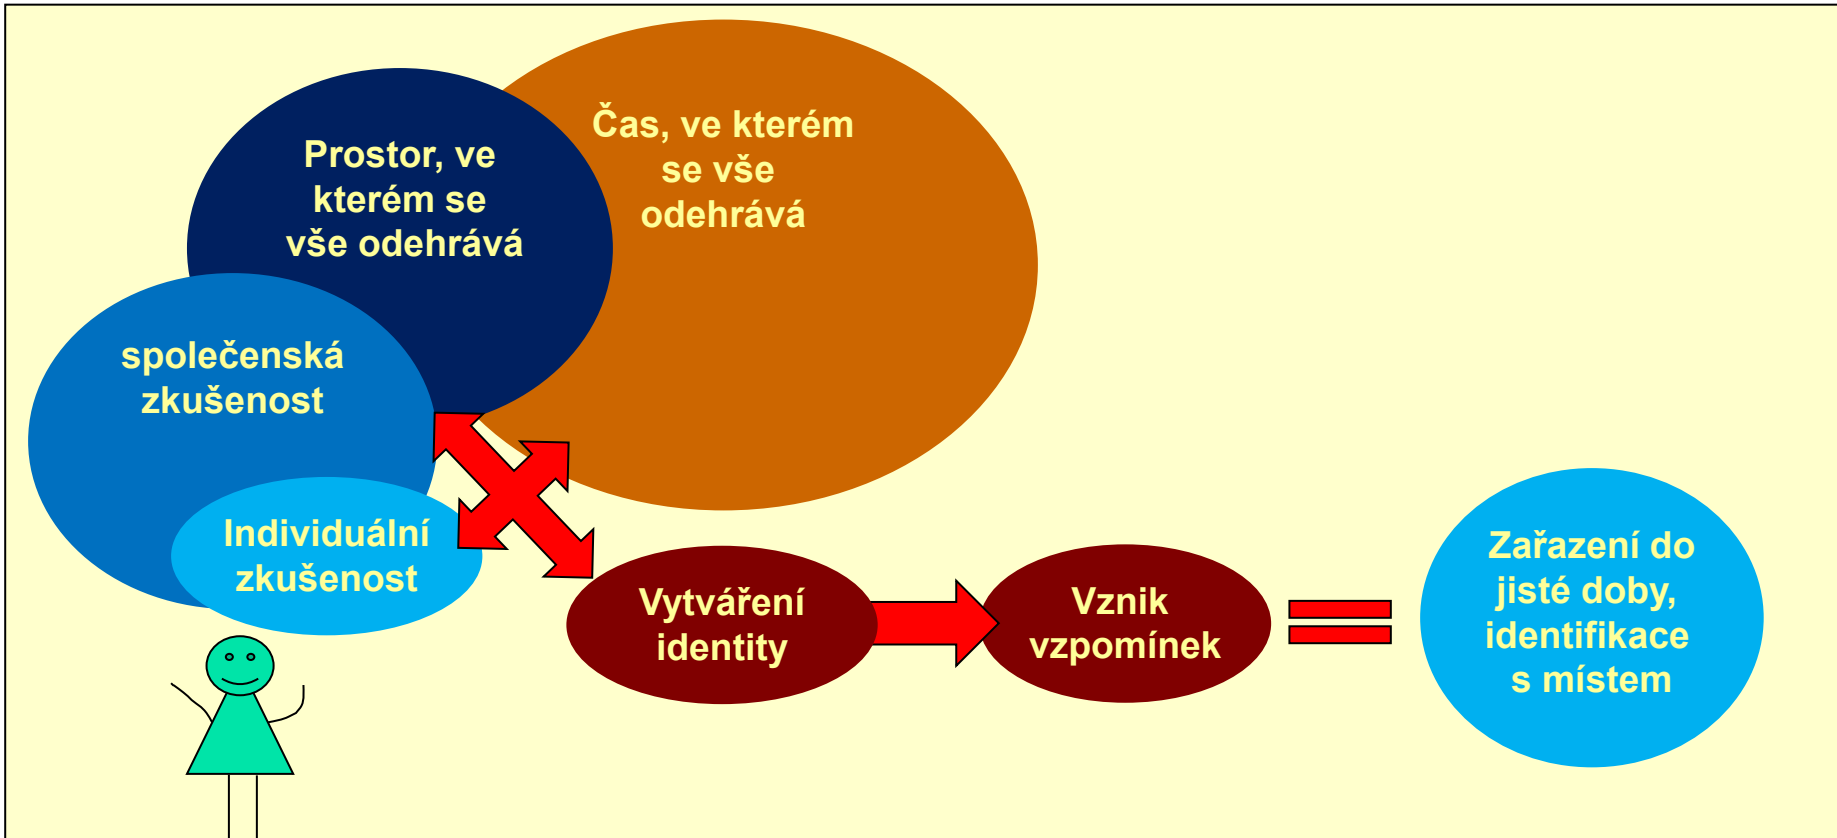 Čas, ve kterém
se vše
odehrává
Prostor, ve
kterém se
vše odehrává
společenská
zkušenost
Individuální
zkušenost
Vytváření
identity
Vznik
vzpomínek
Zařazení do
jisté doby,
identifikace
s místem